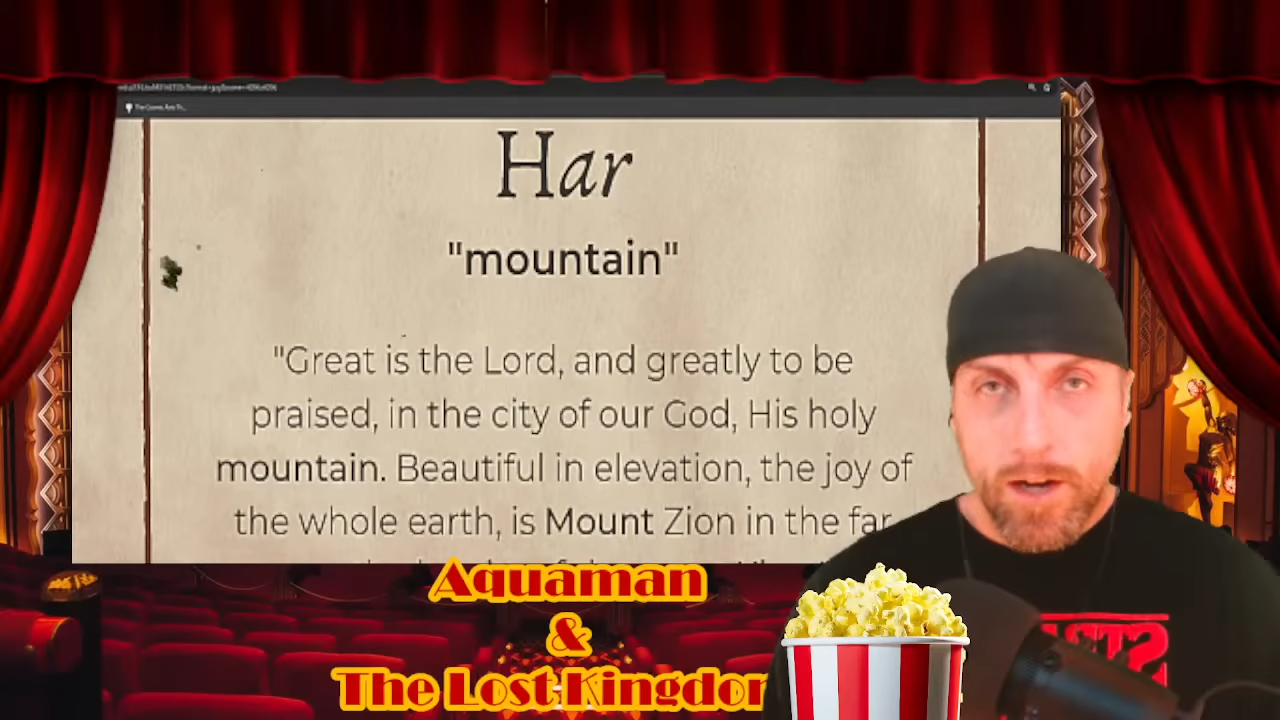 Har
"mountain"
"Great is the Lord, and greatly to be
praised, in the city of our God, His holy
mountain. Beautiful in elevation, the joy of
the whole earth, is Mount Zion in the far
Aquaman
&
The Lost Kingdom